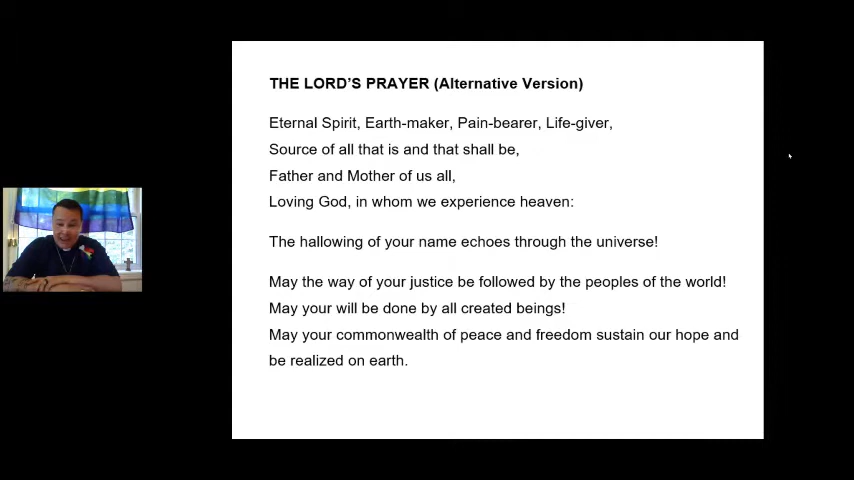 THE LORD'S PRAYER (Alternative Version)
Eternal Spirit, Earth-maker, Pain-bearer, Life-giver,
Source of all that is and that shall be,
Father and Mother of us all,
Loving God, in whom we experience heaven:
The hallowing of your name echoes through the universe!
May the way of your justice be followed by the peoples of the world!
May your will be done by all created beings!
May your commonwealth of peace and freedom sustain our hope and
be realized on earth.